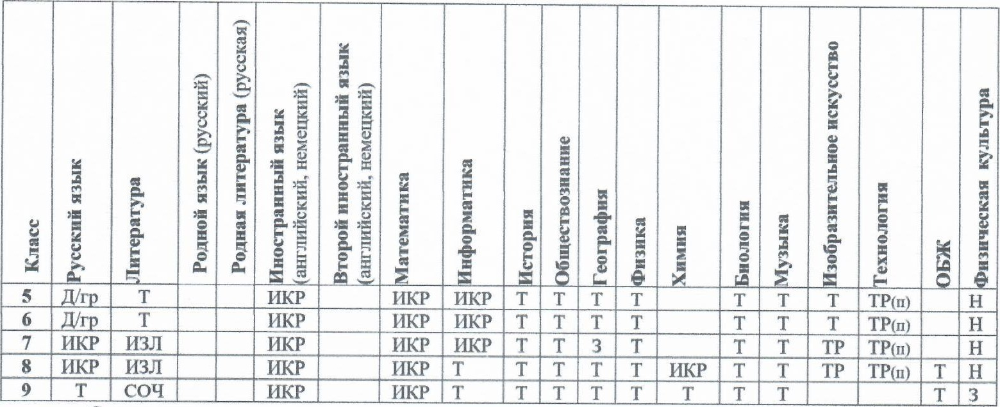 Класс
Русский язык
Литература
Родной язык (русский)
Родная литература (русская)
Иностранный язык
(английский, немецкий)
Второй иностранный язык
(английский, немецкий)
Математика
Информатика
История
Обществознание
География
Физика
Химия
Биология
Музыка
Изобразительное искусство
Технология
ОБЖ
Физическая культура
5 Д/гр Т ИКР ИКР ИКР Т Т Т Т Т Т Т ТР(п) Н
6 Д/гр Т ИКР ИКР ИКР Т Т Т Т Т Т Т ТР(п) Н
7 ИКР ИЗЛ ИКР ИКР ИКР Т Т З Т Т Т ТР ТР(п) Н
8 ИКР ИЗЛ ИКР ИКР Т Т Т Т Т ИКР Т Т ТР ТР(п) Т Н
9 Т СОЧ ИКР ИКР Т Т Т Т Т Т Т Т Т З